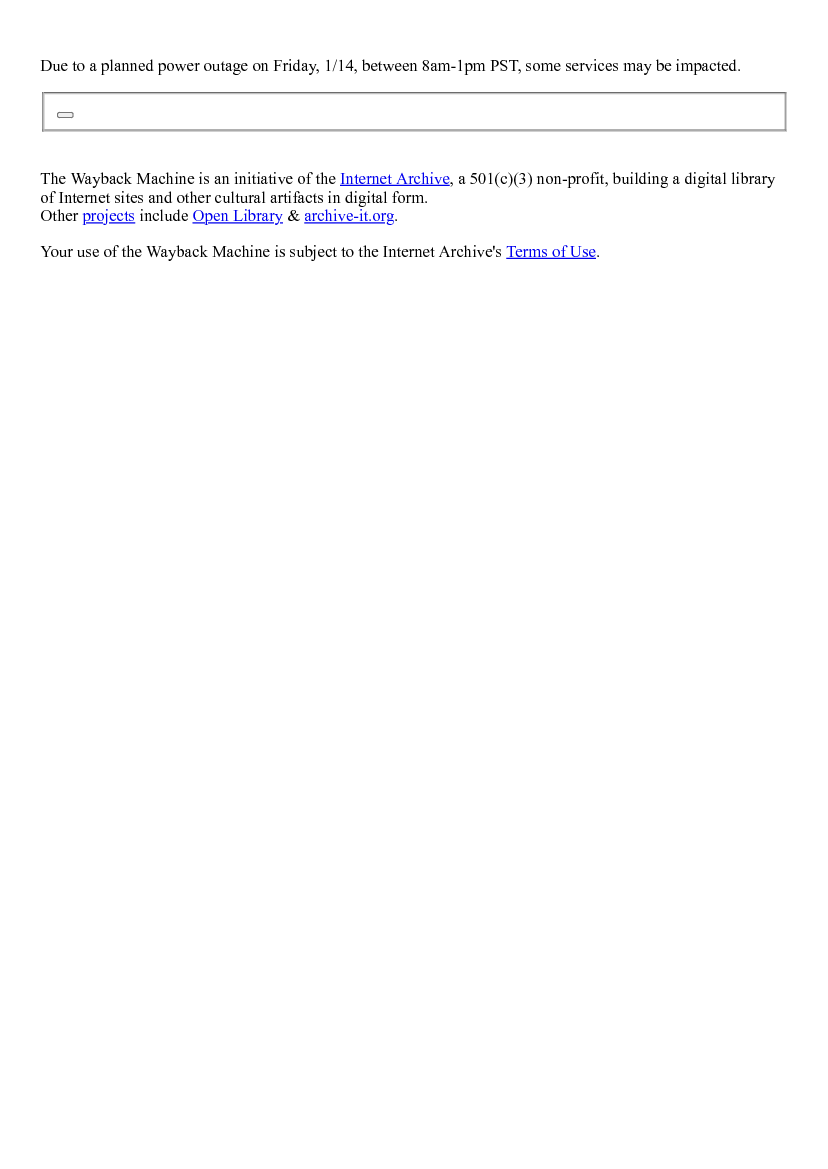 Due to a planned power outage on Friday, 1/14, between 8am-1pm PST, some services may be impacted.
The Wayback Machine is an initiative of the Internet Archive, a 501(c)(3) non-profit, building a digital library
of Internet sites and other cultural artifacts in digital form.
Other projects include Open Library & archive-it.org.
Your use of the Wayback Machine is subject to the Internet Archive's Terms of Use.